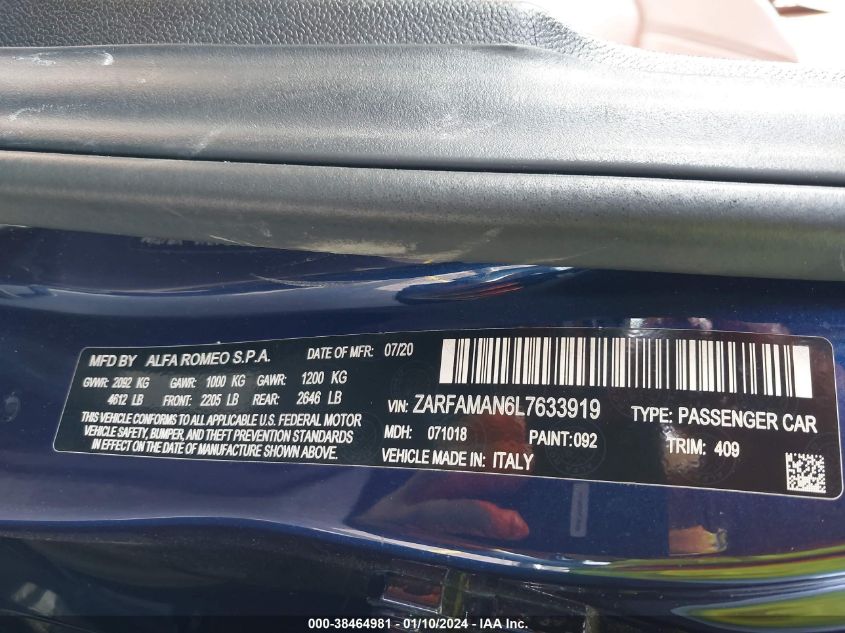 MFD BY ALFA ROMEO S.P.A. DATE OF MFR: 07/20
GVWR: 2092 KG GAWR: 1000 KG GAWR: 1200 KG
4612 LB FRONT: 2205 LB REAR: 2646 LB
THIS VEHICLE CONFORMS TO ALL APPLICABLE U.S. FEDERAL MOTOR
VEHICLE SAFETY, BUMPER, AND THEFT PREVENTION STANDARDS
IN EFFECT ON THE DATE OF MANUFACTURE SHOWN ABOVE.
VIN: ZARFAMAN6L7633919 TYPE: PASSENGER CAR
MDH: 071018 PAINT:092 TRIM: 409
VEHICLE MADE IN: ITALY
000-38464981 - 01/10/2024 - IAA Inc.